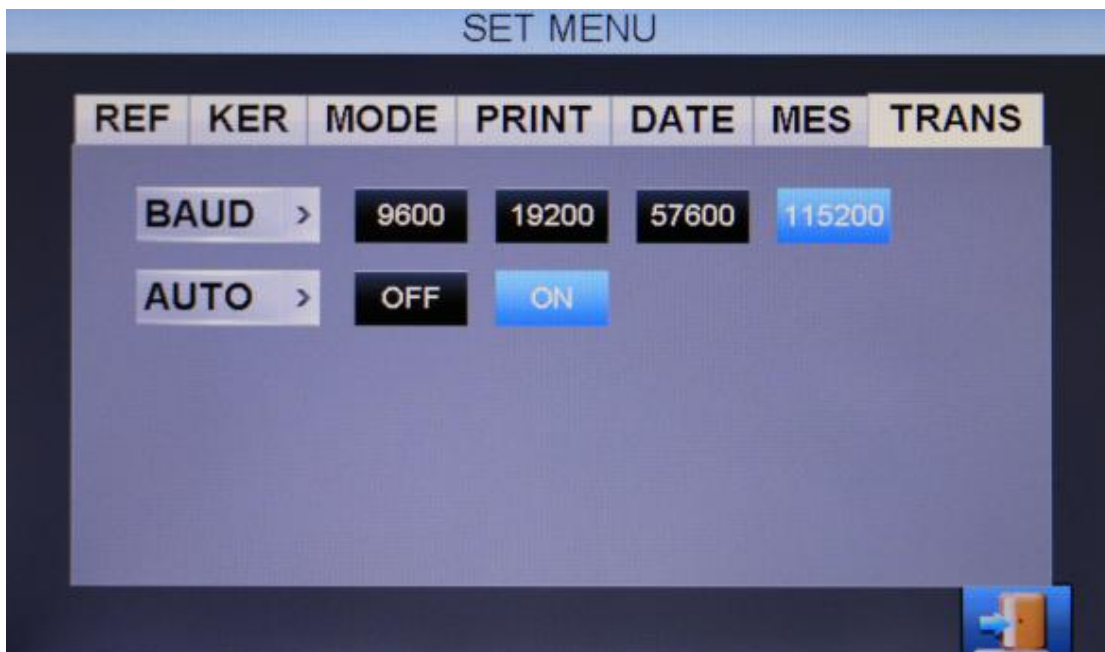 SET MENU
REF KER MODE PRINT DATE MES TRANS
BAUD > 9600 19200 57600 115200
AUTO > OFF ON